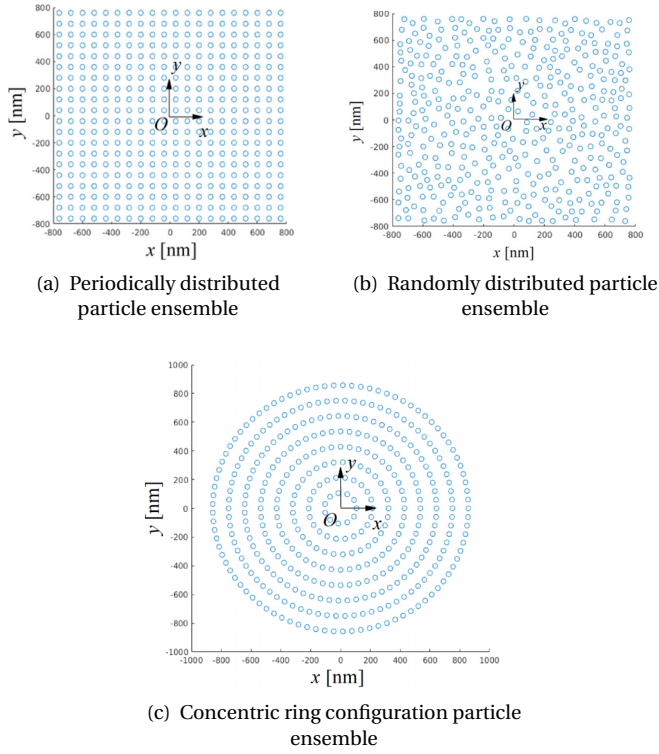 800
600
400
200
0
-200
-400
-600
800
y [nm]
y
O
x
-800 -600 -400 -200 0 200 400 600 800
x [nm]
(a) Periodically distributed
particle ensemble
800
600
400
200
0
-200
-400
-600
-800
y [nm]
y
O
x
-800 -600 -400 -200 0 200 400 600 800
x [nm]
(b) Randomly distributed particle
ensemble
1000
800
600
400
200
0
-200
-400
-600
-800
-1000
y [nm]
y
O
x
-1000 -800 -600 -400 -200 0 200 400 600 800 1000
x [nm]
(c) Concentric ring configuration particle
ensemble